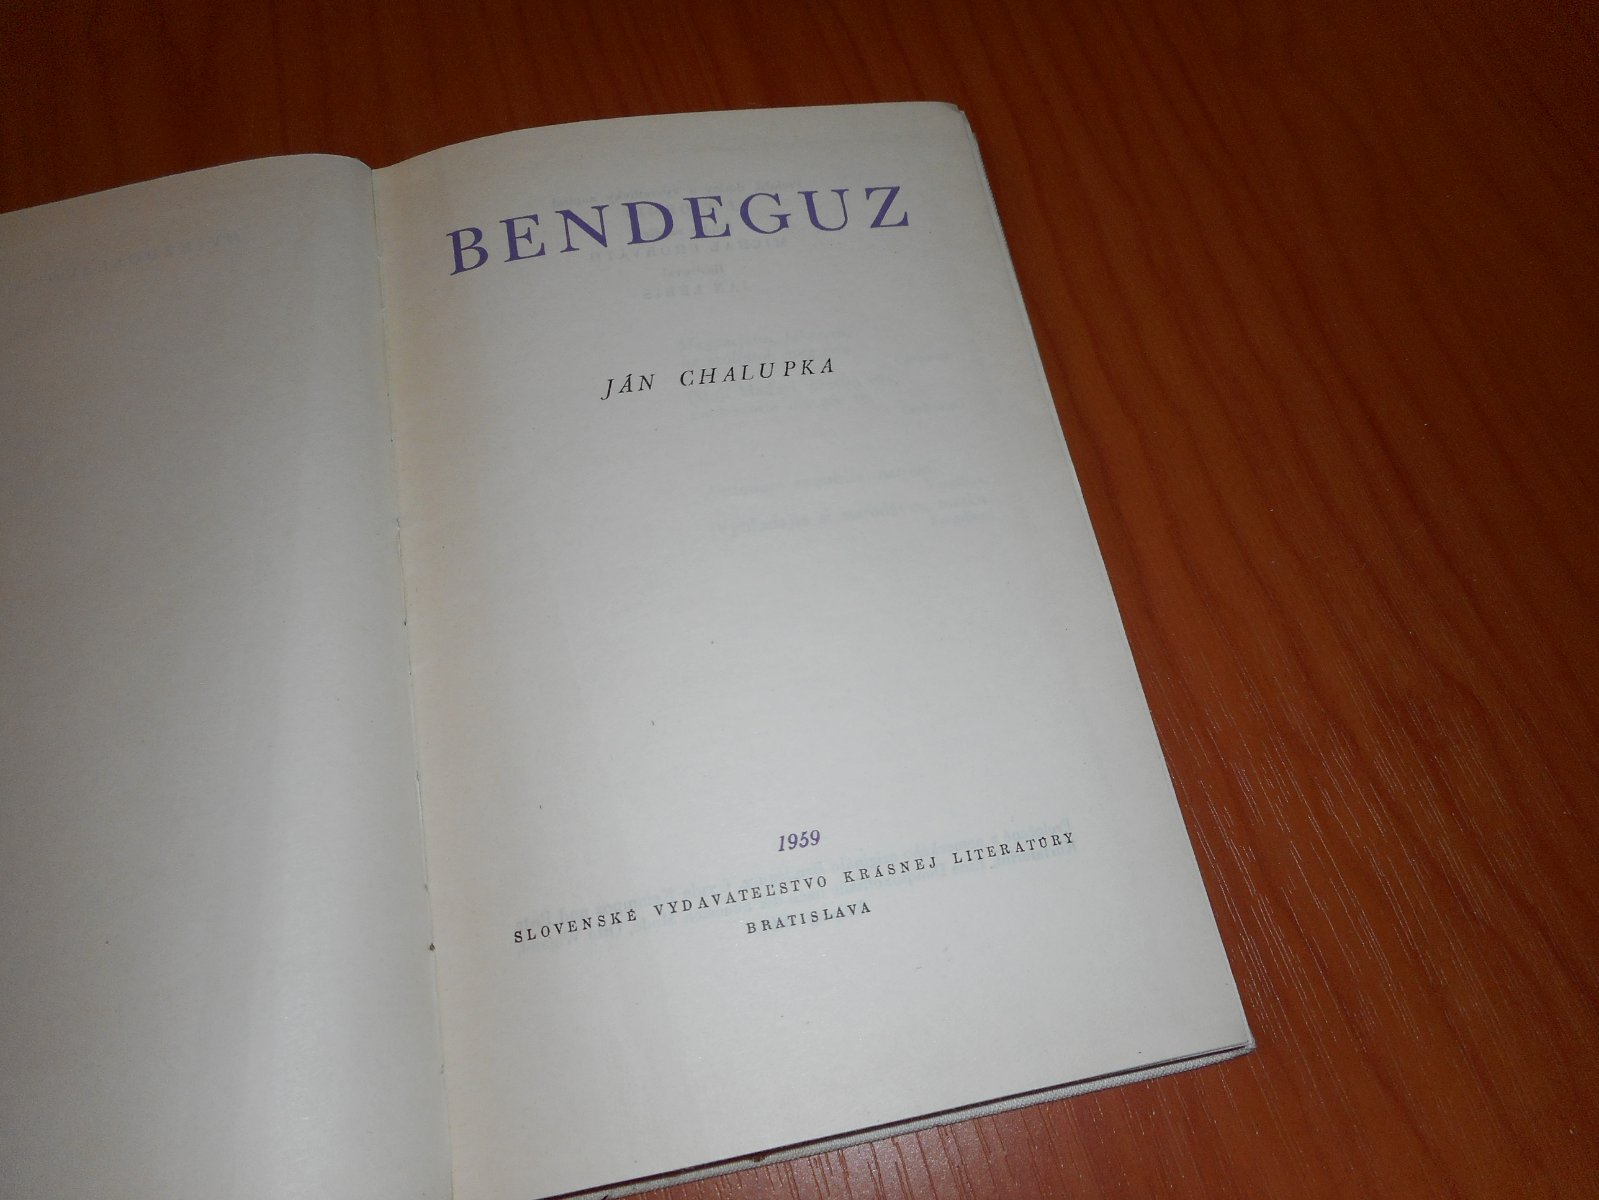 BENDEGUZ
JÁN CHALUPKA
1959
SLOVENSKÉ VYDAVATEĽSTVO KRÁSNEJ LITERATÚRY
BRATISLAVA